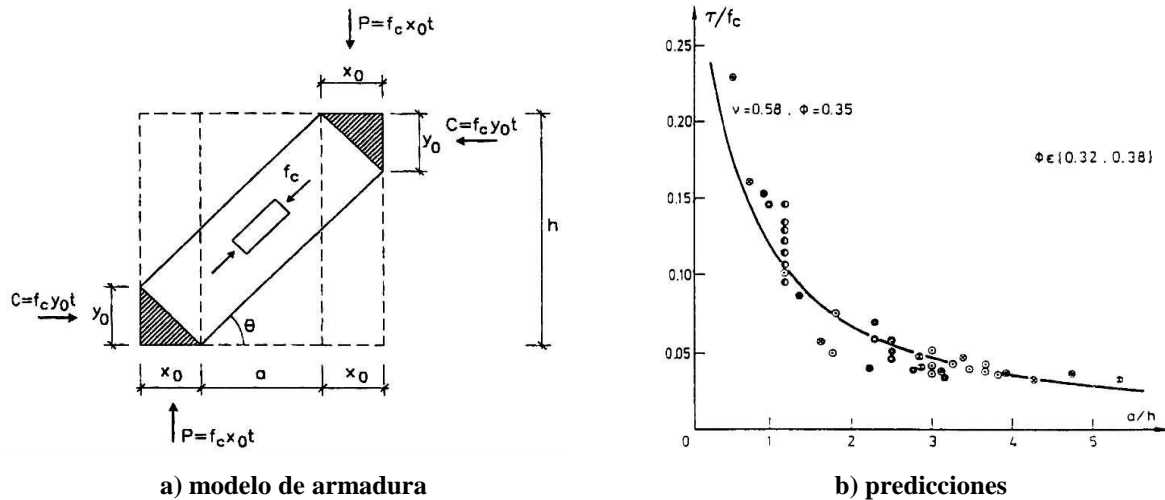 P=f_c x_0 t
x_0
y_0
C=f_c y_0 t
f_c
h
C=f_c y_0 t
y_0
θ
x_0
a
x_0
P=f_c x_0 t
a) modelo de armadura
τ/f_c
0.25
ν=0.58 , Φ=0.35
0.20
Φε{0.32 , 0.38}
0.15
0.10
0.05
a/h
0
1
2
3
4
5
b) predicciones